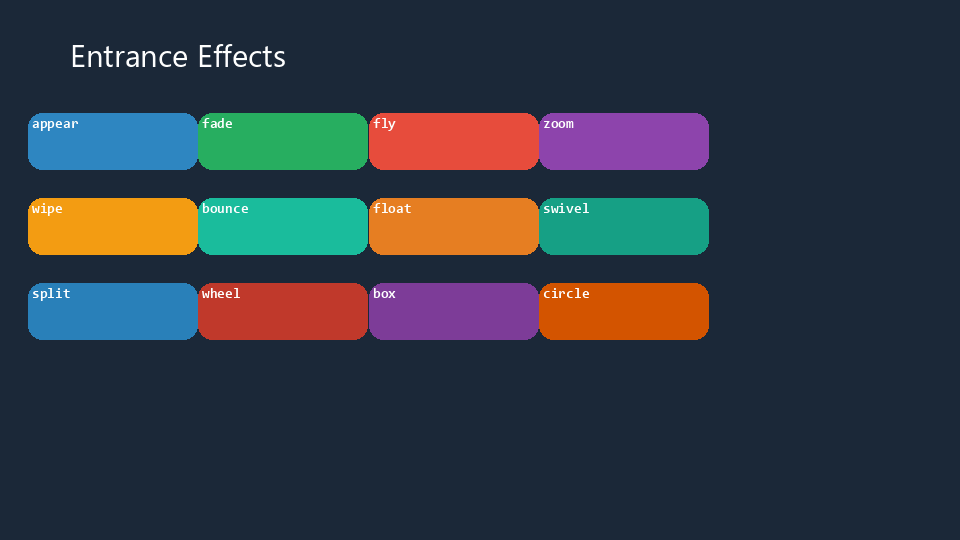 Entrance Effects
appear fade fly zoom
wipe bounce float swivel
split wheel box circle